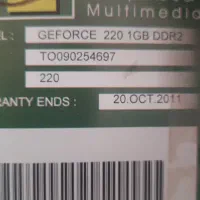 Multimedia
L : GEFORCE 220 1GB DDR2
TO090254697
220
RANTY ENDS : 20.OCT.2011